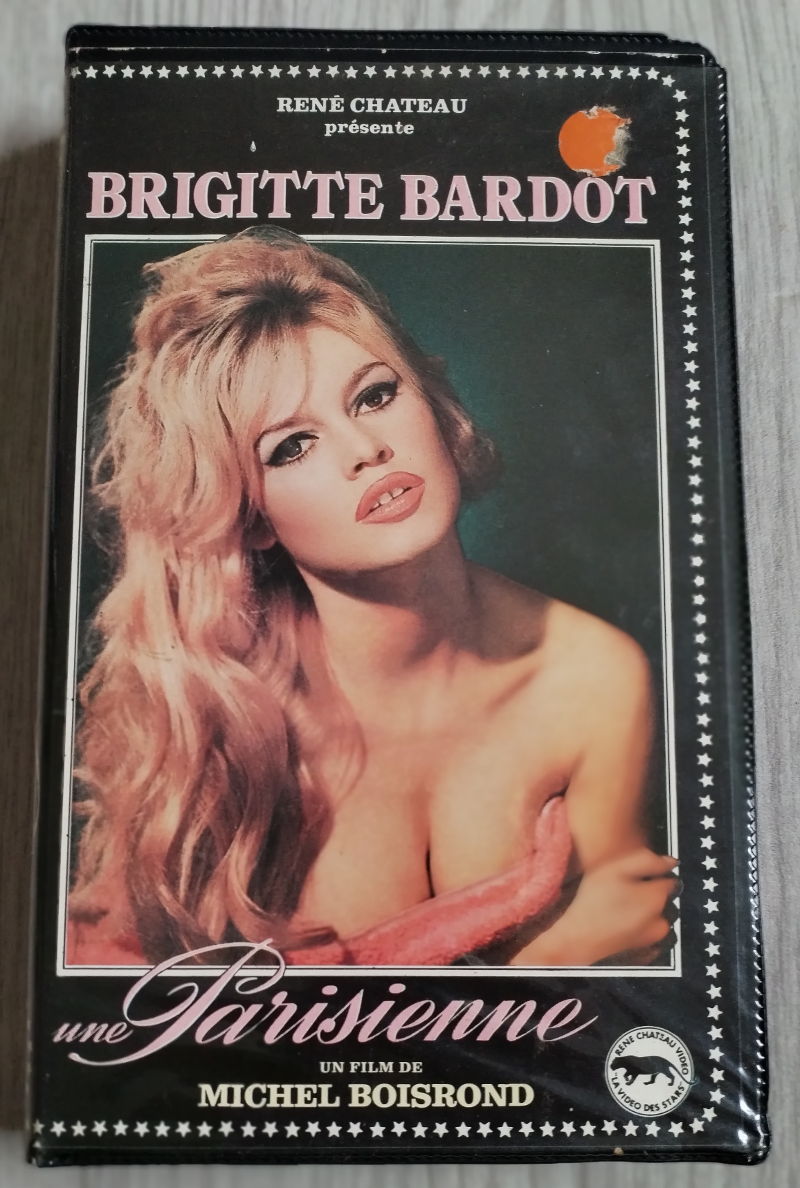 RENÉ CHATEAU
présente
BRIGITTE BARDOT
une Parisienne
UN FILM DE
MICHEL BOISROND
RENE CHATEAU VIDEO
"LA VIDEO DES STARS"